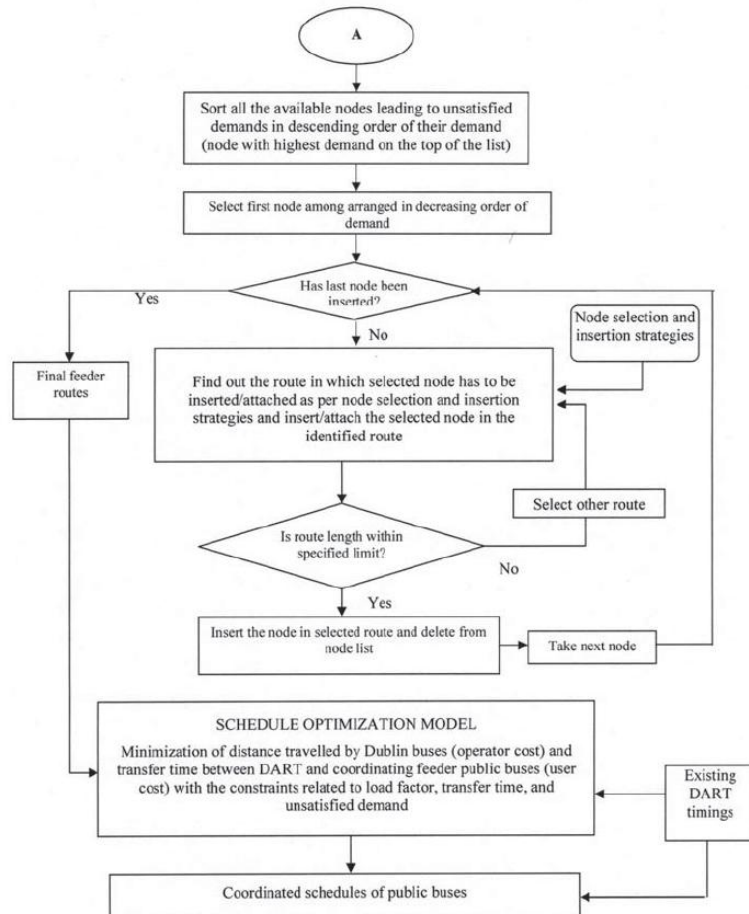 A
Sort all the available nodes leading to unsatisfied
demands in descending order of their demand
(node with highest demand on the top of the list)
Select first node among arranged in decreasing order of
demand
Has last node been
inserted?
Yes
No
Node selection and
insertion strategies
Final feeder
routes
Find out the route in which selected node has to be
inserted/attached as per node selection and insertion
strategies and insert/attach the selected node in the
identified route
Select other route
Is route length within
specified limit?
No
Yes
Insert the node in selected route and delete from
node list
Take next node
SCHEDULE OPTIMIZATION MODEL
Minimization of distance travelled by Dublin buses (operator cost) and
transfer time between DART and coordinating feeder public buses (user
cost) with the constraints related to load factor, transfer time, and
unsatisfied demand
Existing
DART
timings
Coordinated schedules of public buses